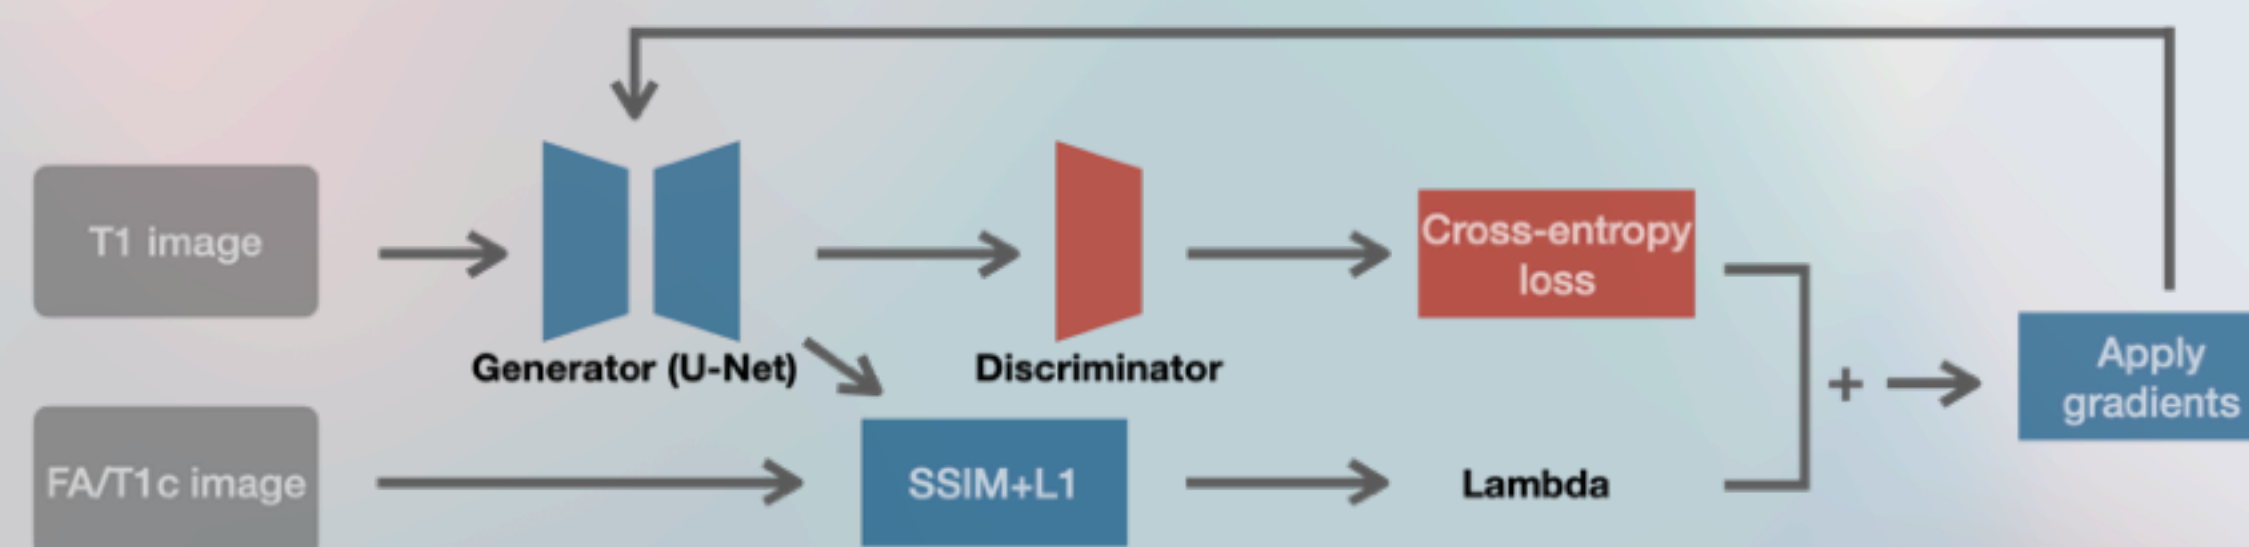 T1 image
Generator (U-Net)
Discriminator
Cross-entropy
loss
+
Apply
gradients
FA/T1c image
SSIM+L1
Lambda